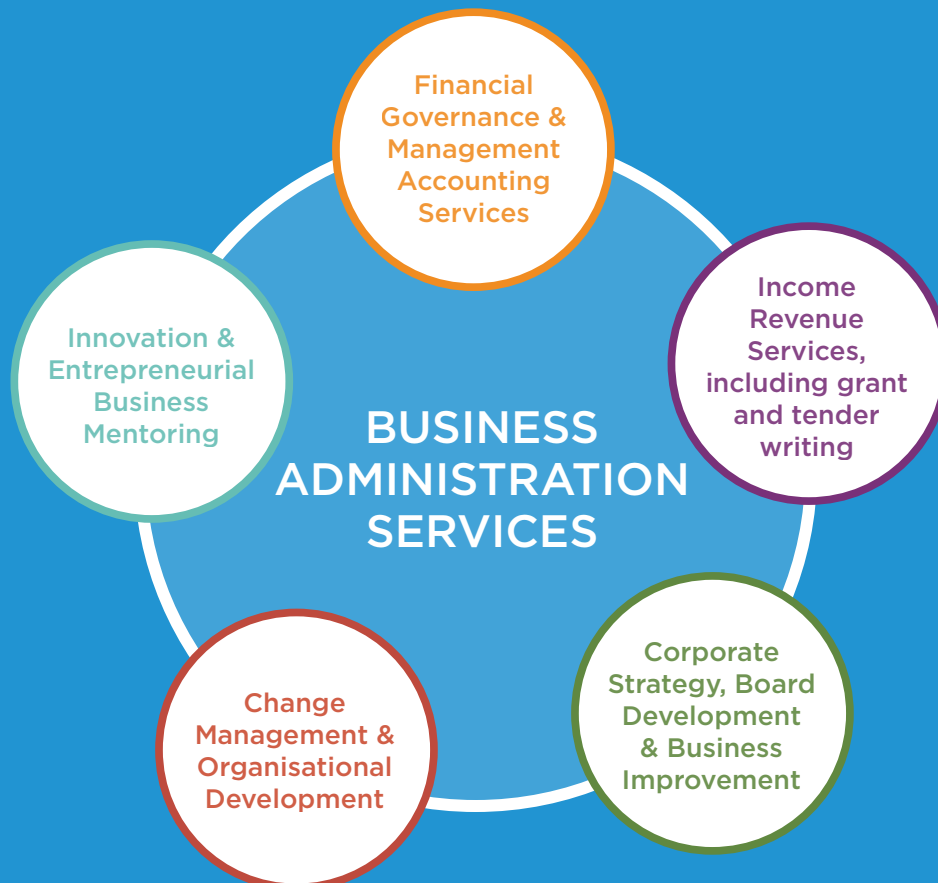 Financial
Governance &
Management
Accounting
Services
Income
Revenue
Services,
including grant
and tender
writing
Innovation &
Entrepreneurial
Business
Mentoring
BUSINESS
ADMINISTRATION
SERVICES
Corporate
Strategy, Board
Development
& Business
Improvement
Change
Management &
Organisational
Development